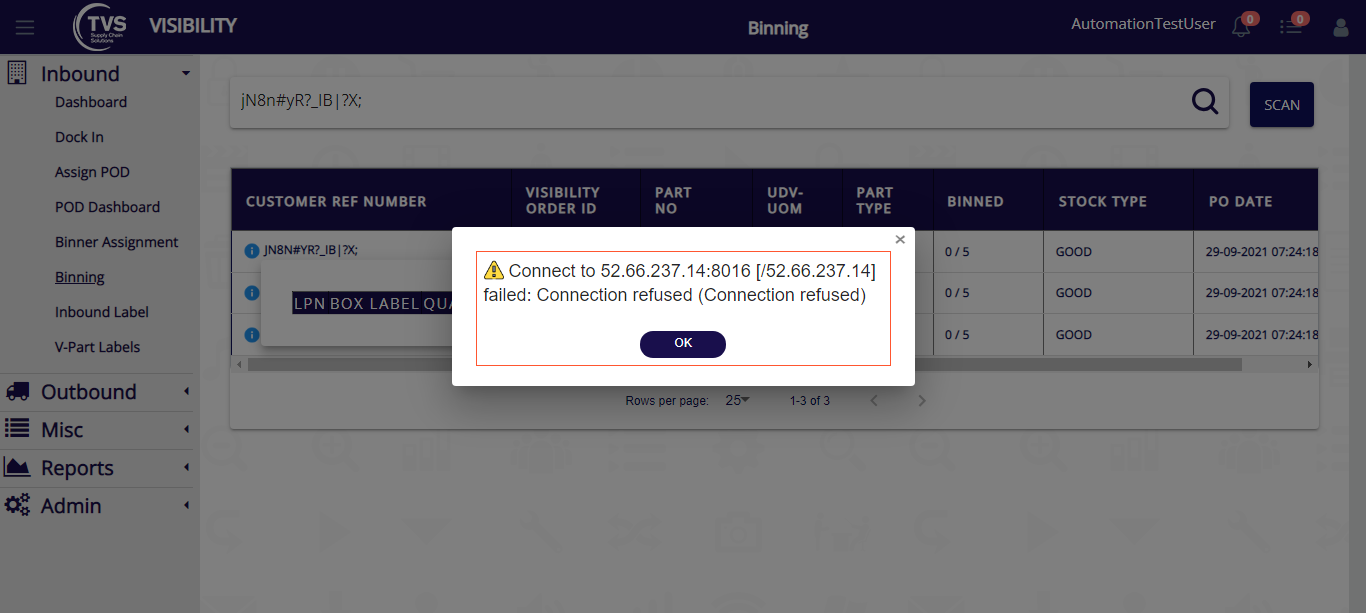 TVS
Supply Chain
Solutions
VISIBILITY
Binning
AutomationTestUser
0
0
Inbound
Dashboard
Dock In
Assign POD
POD Dashboard
Binner Assignment
Binning
Inbound Label
V-Part Labels
Outbound
Misc
Reports
Admin
jN8n#yR?_IB|?X;
SCAN
CUSTOMER REF NUMBER
VISIBILITY
ORDER ID
PART
NO
UDV-
UOM
PART
TYPE
BINNED
STOCK TYPE
PO DATE
JN8N#YR?_IB|?X;
0 / 5
GOOD
29-09-2021 07:24:18
0 / 5
GOOD
29-09-2021 07:24:18
LPN BOX LABEL QUA
0 / 5
GOOD
29-09-2021 07:24:18
Connect to 52.66.237.14:8016 [/52.66.237.14]
failed: Connection refused (Connection refused)
OK
Rows per page:
25
1-3 of 3